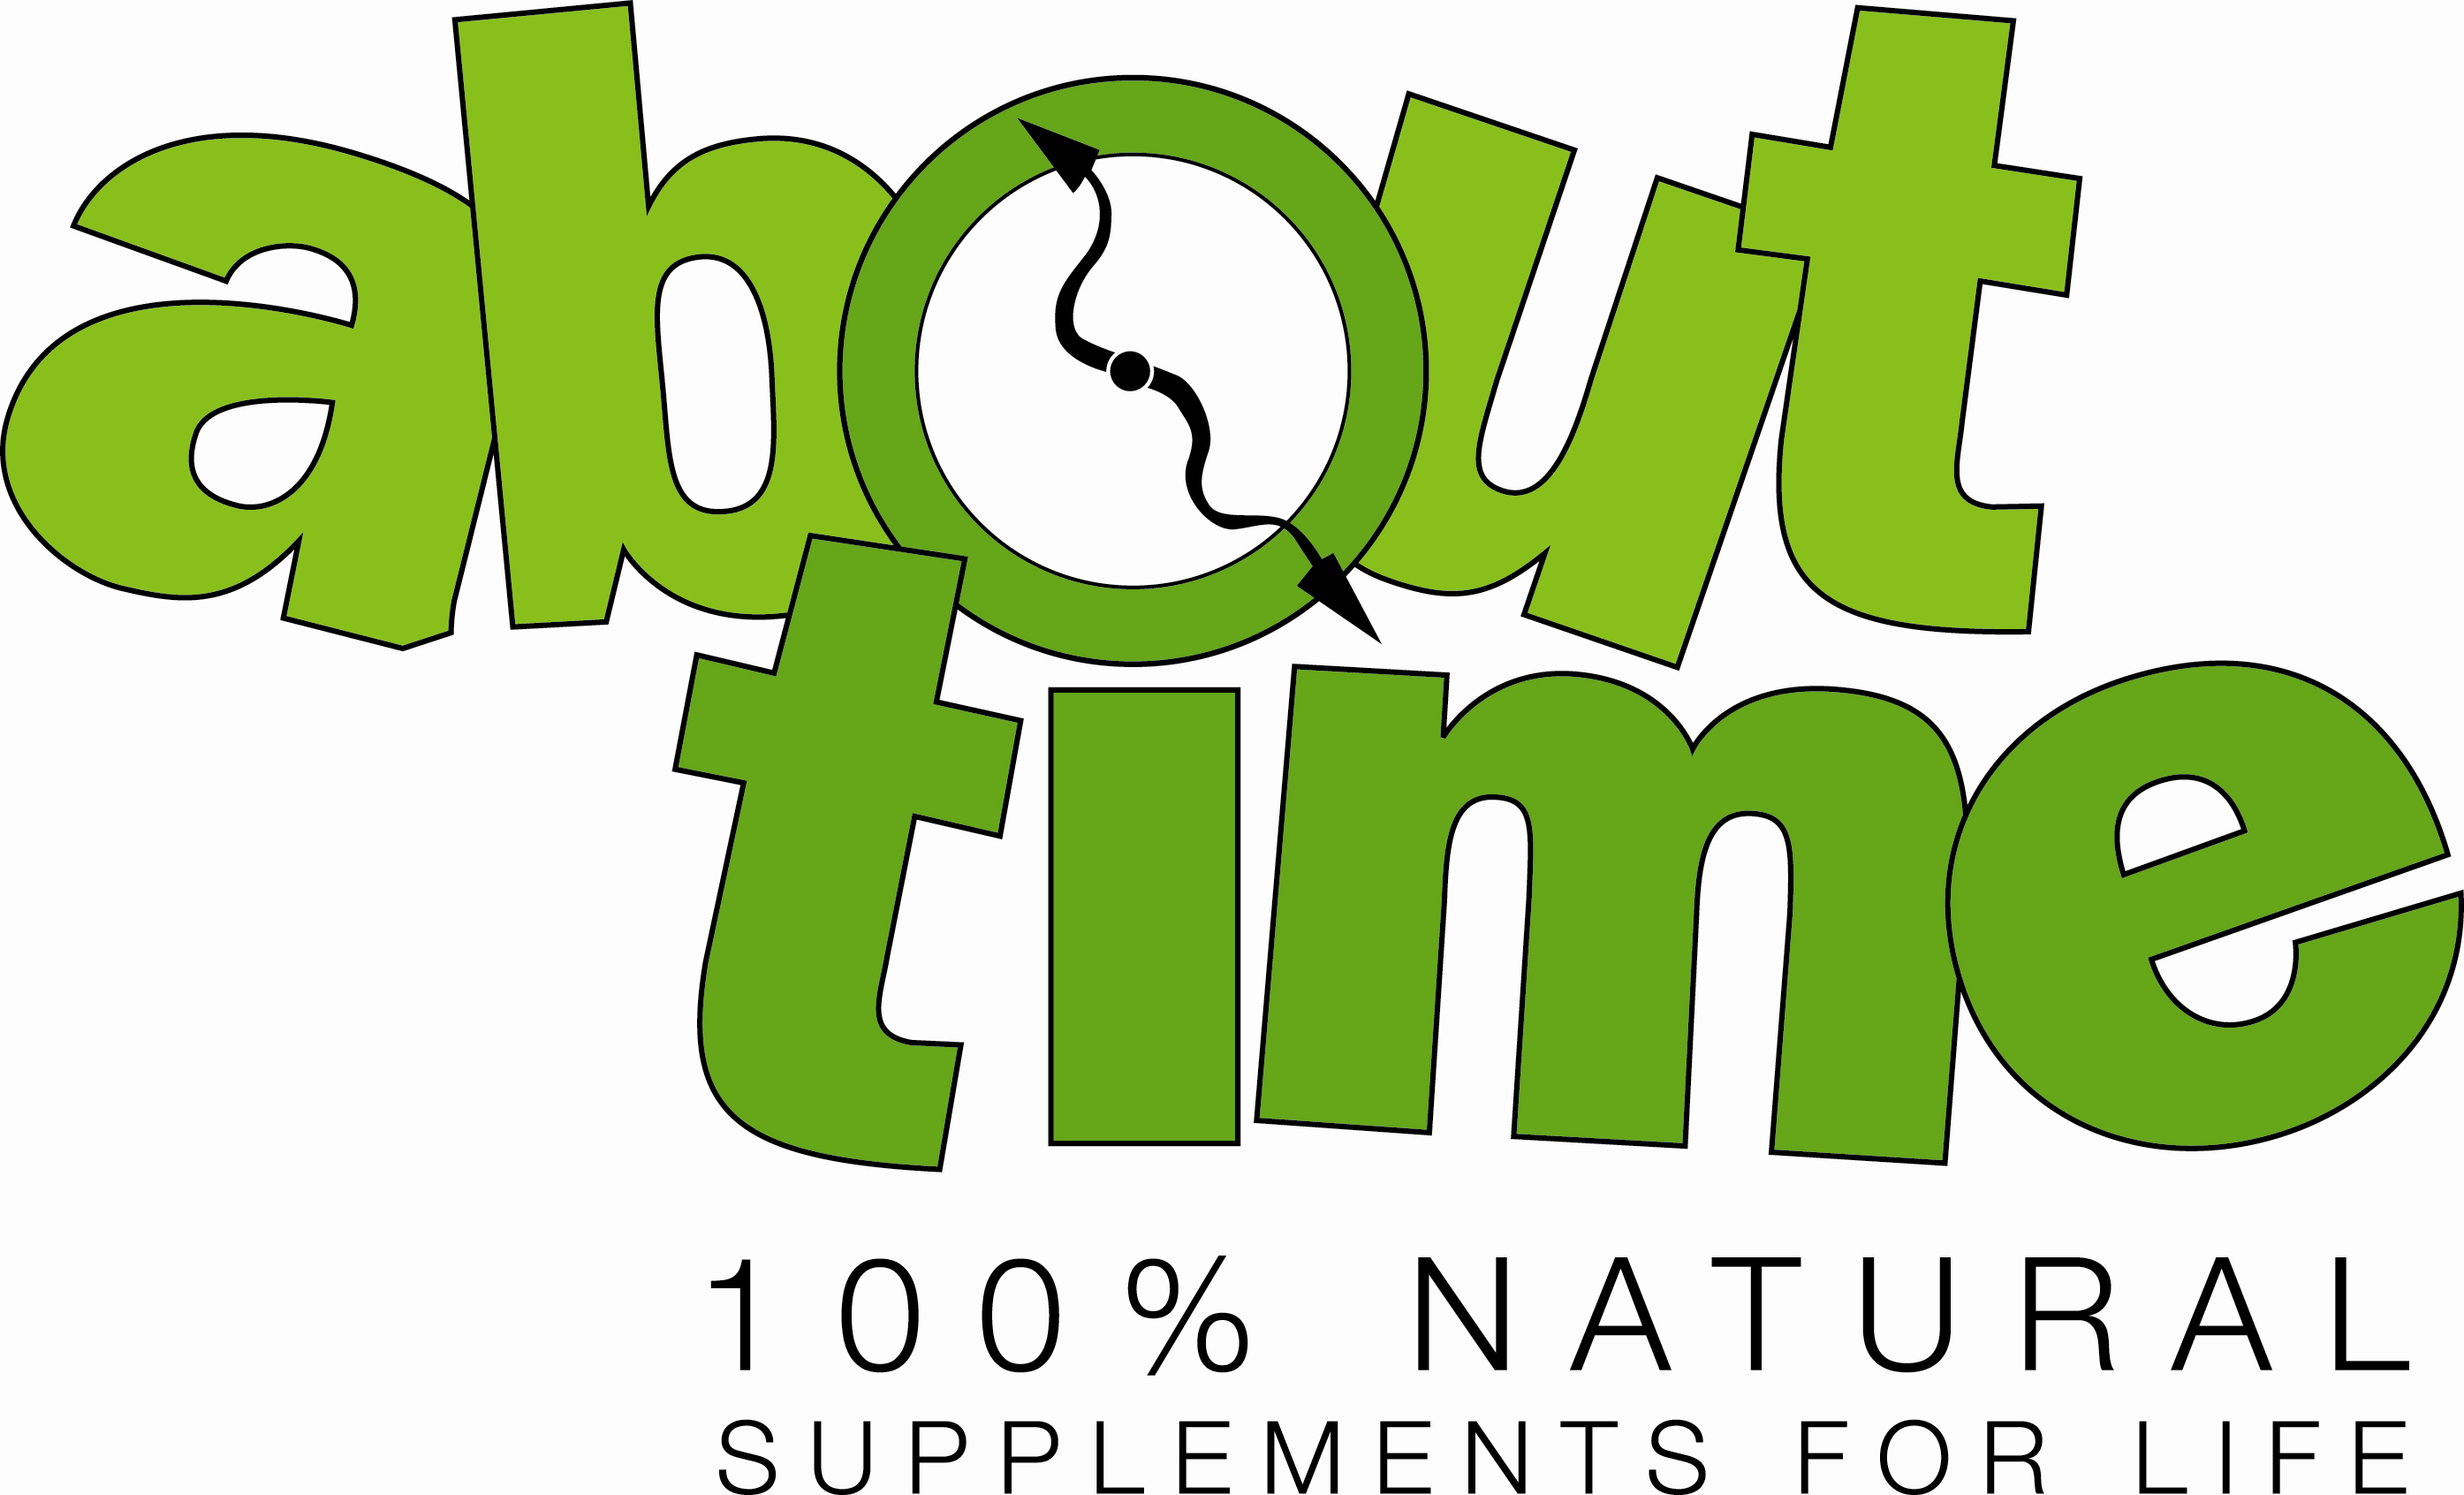 about
time
100% NATURAL
SUPPLEMENTS FOR LIFE